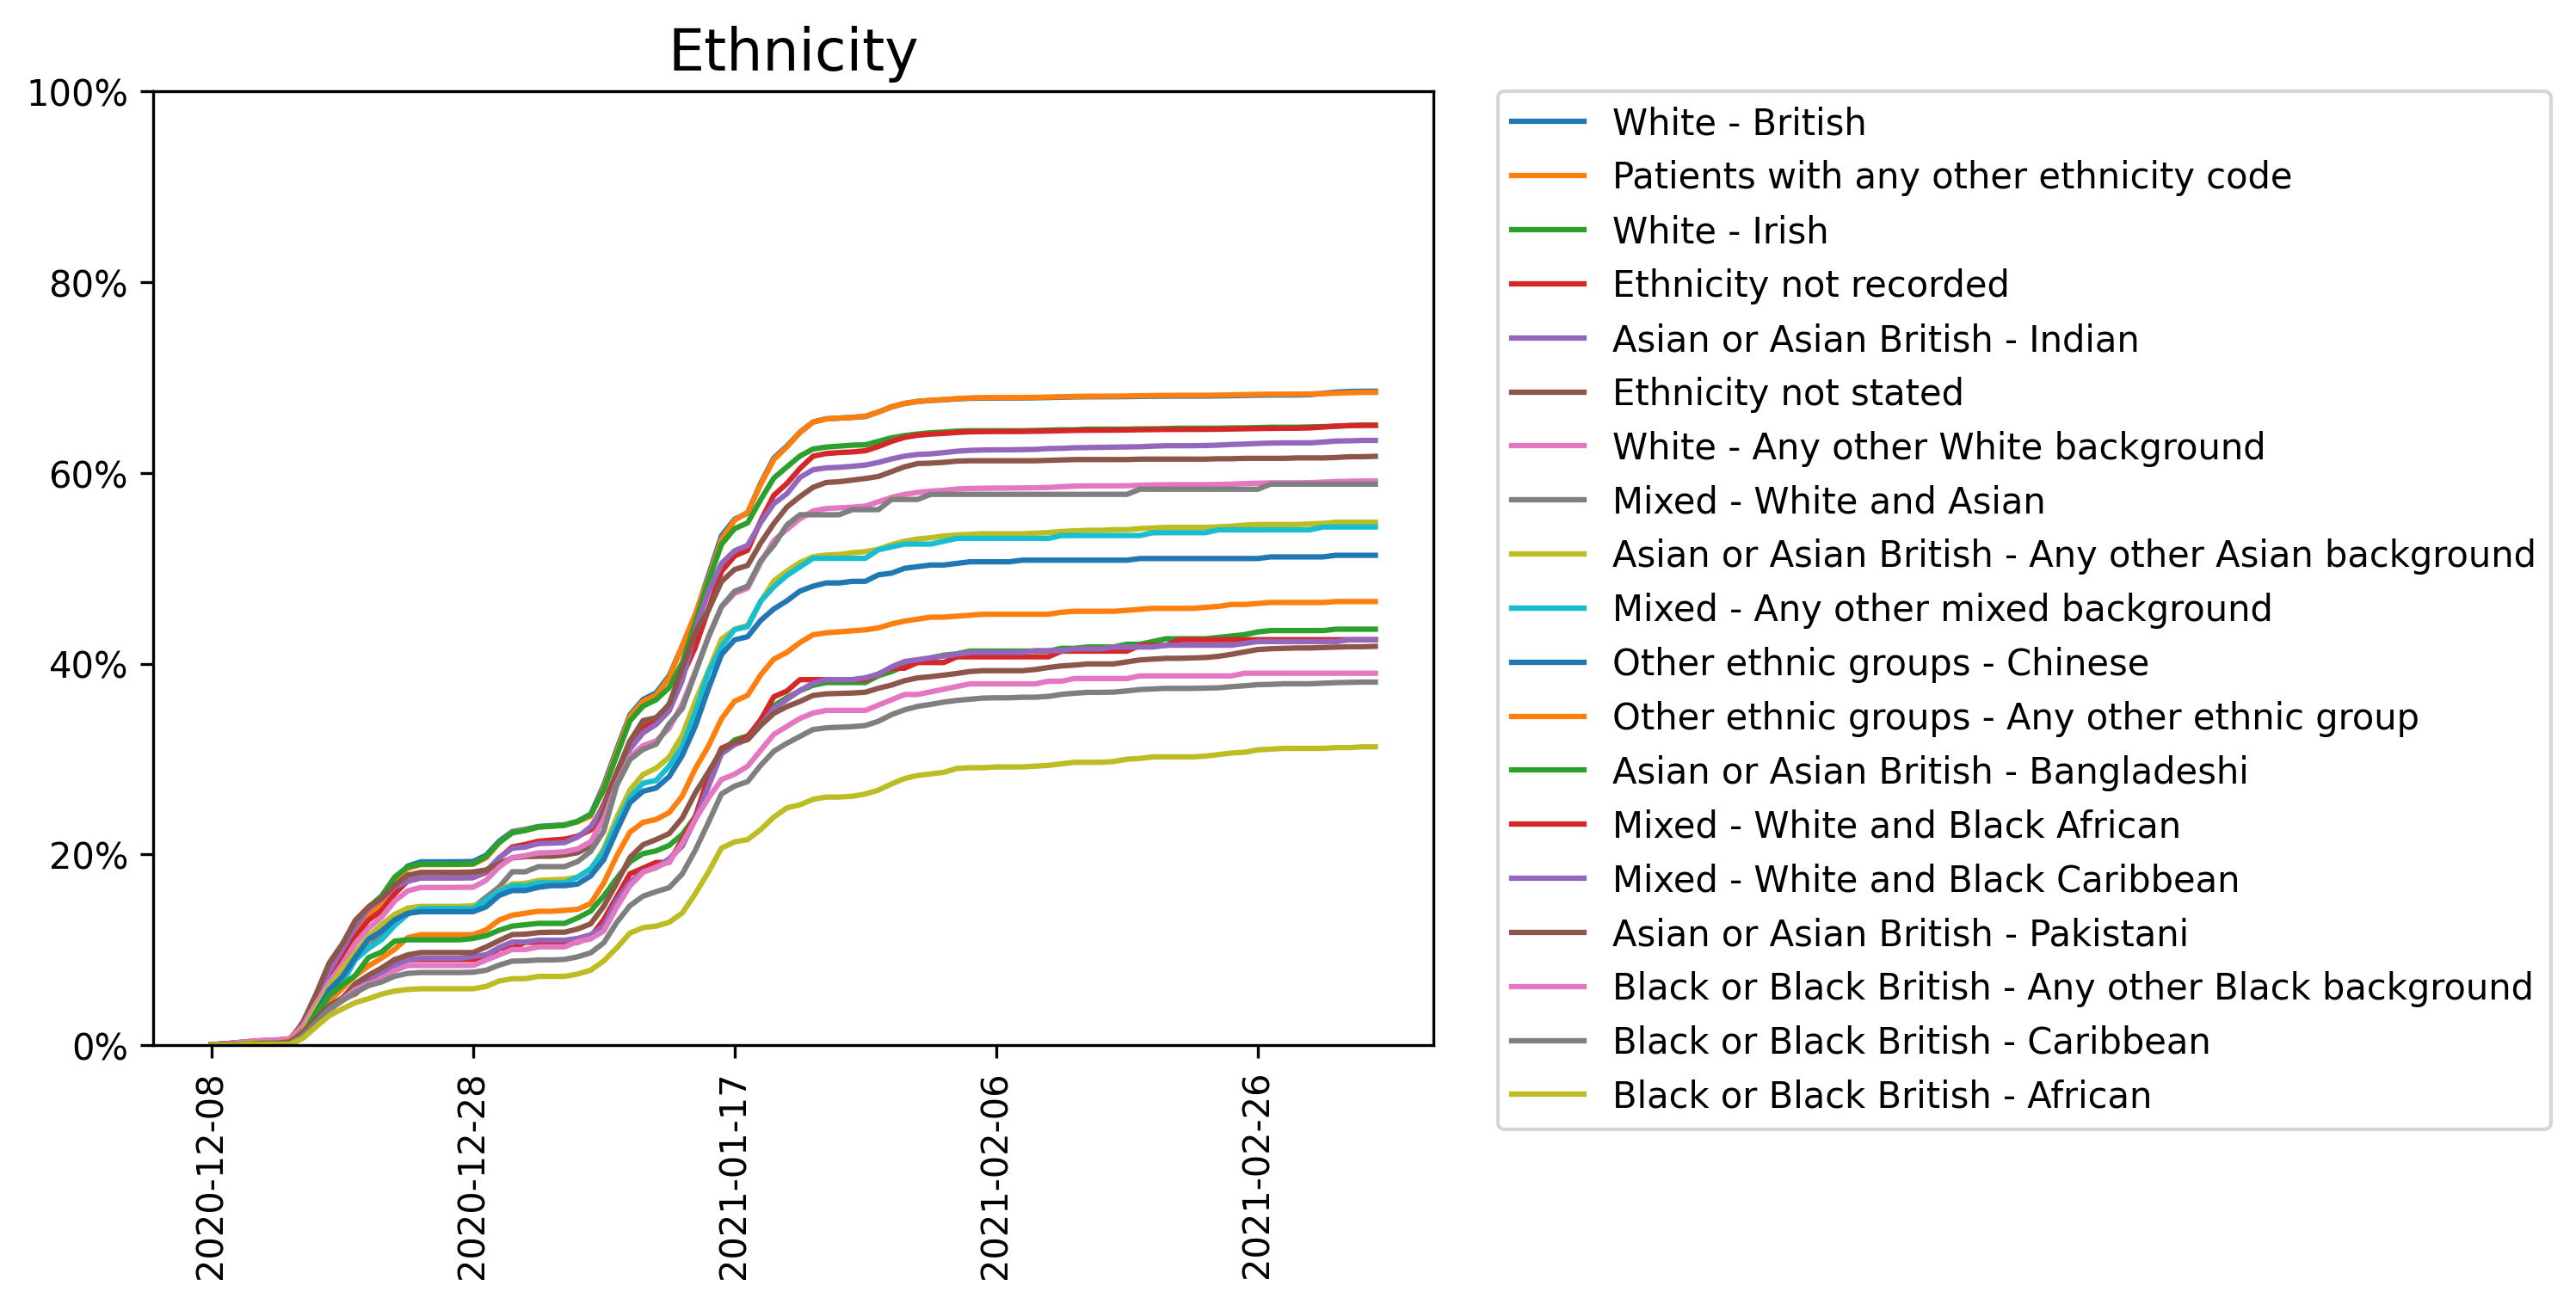 Ethnicity
100%
80%
60%
40%
20%
0%
2020-12-08
2020-12-28
2021-01-17
2021-02-06
2021-02-26
White - British
Patients with any other ethnicity code
White - Irish
Ethnicity not recorded
Asian or Asian British - Indian
Ethnicity not stated
White - Any other White background
Mixed - White and Asian
Asian or Asian British - Any other Asian background
Mixed - Any other mixed background
Other ethnic groups - Chinese
Other ethnic groups - Any other ethnic group
Asian or Asian British - Bangladeshi
Mixed - White and Black African
Mixed - White and Black Caribbean
Asian or Asian British - Pakistani
Black or Black British - Any other Black background
Black or Black British - Caribbean
Black or Black British - African